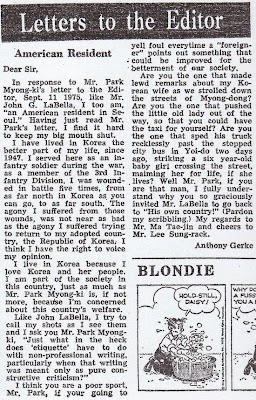 Letters to the Editor
American Resident
Dear Sir,
In response to Mr. Park
Myong-ki's letter to the Edi-
tor, Sept. 11 1975, like Mr.
John G. LaBella, I too am,
"an American resident in Se-
oul." Having just read Mr.
Park's letter, I find it hard
to keep my big mouth shut.
I have lived in Korea the
better part of my life, since
1947. I served here as an in-
fantry soldier during the war,
as a member of the 3rd In-
fantry Division, I was wound-
ed in battle five times, from
as far north in Korea as you
can go, to as far south. The
agony I suffered from those
wounds, was not near as bad
as the agony I suffered trying
to return to my adopted coun-
try, the Republic of Korea. I
think I have the right to voice
my opinion.
I live in Korea because I
love Korea and her people.
I am part of the society in
this country, just as much as
Mr. Park Myong-ki is, if not
more, because I'm concerned
about this country's welfare.
Like John LaBella, I try to
call my shots as I see them
and I ask you Mr. Park Myong-
ki, "Just what in the heck
does 'etiquette' have to do
with non-professional writing,
particularly when that writing
was meant only as pure con-
structive criticism?"
I think you are a poor sport,
Mr. Park, if your going to
yell foul everytime a "foreign-
er" points out something that
could be improved for the
betterment of our society.
Are you the one that made
lewd remarks about my Ko-
rean wife as we strolled down
the streets of Myong-dong?
Are you the one that pushed
the little old lady out of the
way, so that you could have
the taxi for yourself? Are you
the one that sped his truck
recklessly past the stopped
city bus in Yoi-do two days
ago, striking a six year-old
baby girl crossing the street,
maiming her for life, if she
lives? Well Mr. Park, if you
are that man, I fully under-
stand why you so graciously
invited Mr. LaBella to go back
to "His own country!" (Pardon
my scribbling.) My regards to
Mr. Ma Tae-jin and cheers to
Mr. Lee Sung-rack.
Anthony Gerke
BLONDIE
HOLD STILL,
DAISY!
WHY DO
A FUSS
YOU A